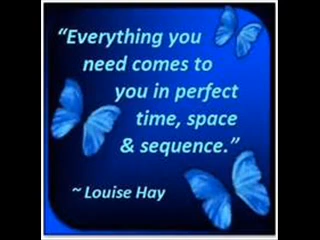 “Everything you
need comes to
you in perfect
time, space
& sequence.”
~ Louise Hay